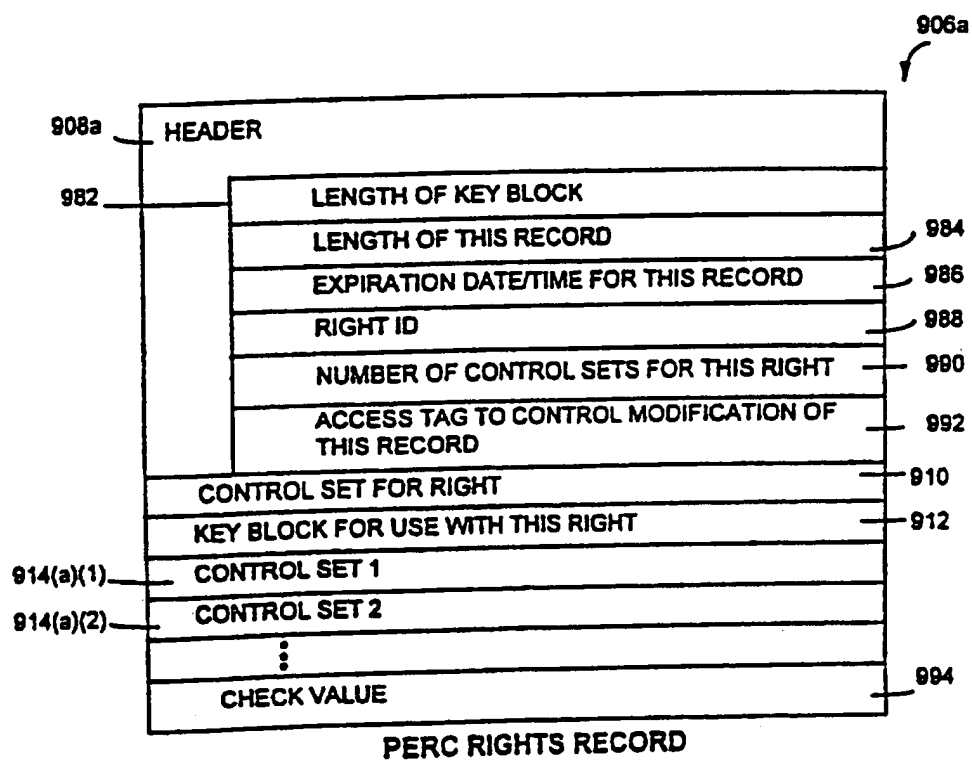 906a
908a
HEADER
982
LENGTH OF KEY BLOCK
LENGTH OF THIS RECORD
984
EXPIRATION DATE/TIME FOR THIS RECORD
986
RIGHT ID
988
NUMBER OF CONTROL SETS FOR THIS RIGHT
990
ACCESS TAG TO CONTROL MODIFICATION OF
THIS RECORD
992
CONTROL SET FOR RIGHT
910
KEY BLOCK FOR USE WITH THIS RIGHT
912
914(a)(1)
CONTROL SET 1
914(a)(2)
CONTROL SET 2
CHECK VALUE
994
PERC RIGHTS RECORD